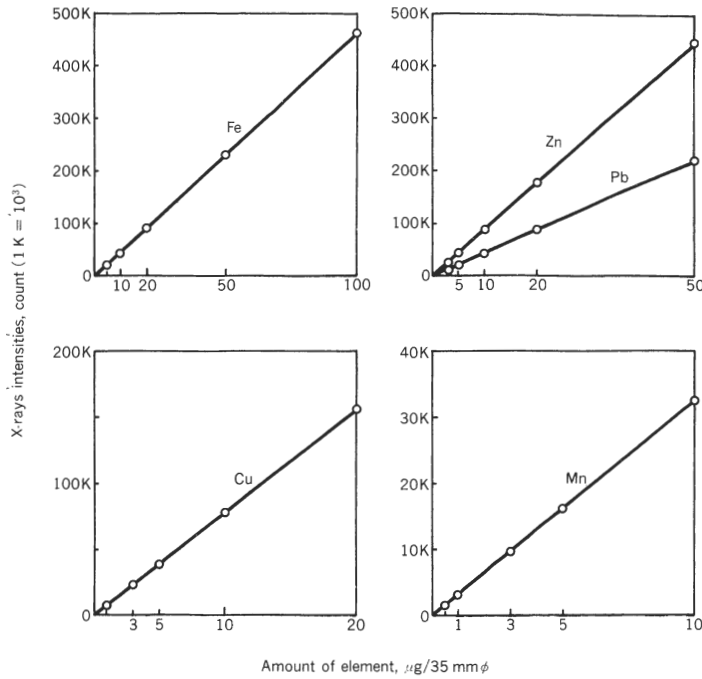 500K
400K
300K
200K
100K
0
10 20 50 100
Fe
500K
400K
300K
200K
100K
0
5 10 20 50
Zn
Pb
200K
100K
0
3 5 10 20
Cu
40K
30K
20K
10K
0
1 3 5 10
Mn
X-rays intensities, count (1 K = 10³)
Amount of element, μg/35 mmϕ